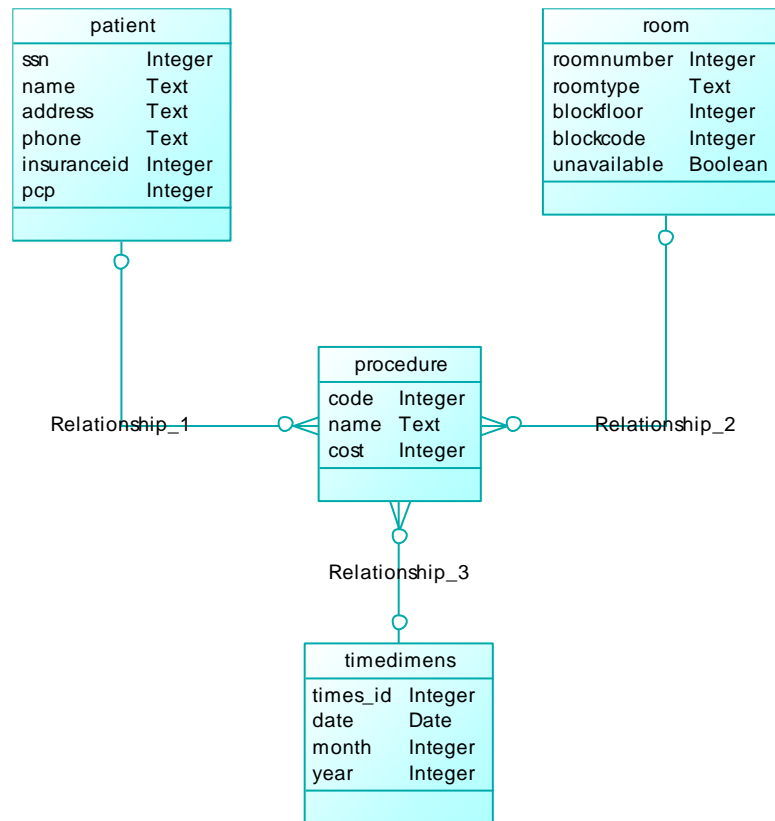 patient
ssn Integer
name Text
address Text
phone Text
insuranceid Integer
pcp Integer
room
roomnumber Integer
roomtype Text
blockfloor Integer
blockcode Integer
unavailable Boolean
procedure
code Integer
name Text
cost Integer
Relationship_1
Relationship_2
Relationship_3
timedimens
times_id Integer
date Date
month Integer
year Integer